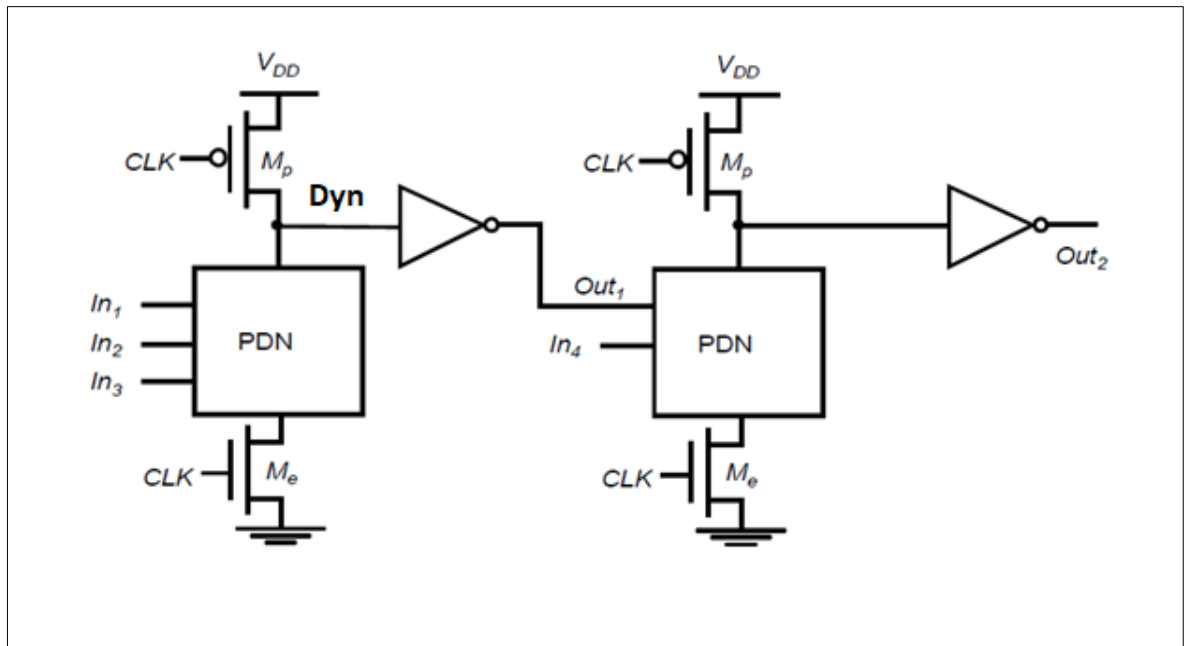 V_DD
CLK
M_p
Dyn
In_1
In_2
In_3
PDN
CLK
M_e
V_DD
CLK
M_p
Out_1
In_4
PDN
CLK
M_e
Out_2